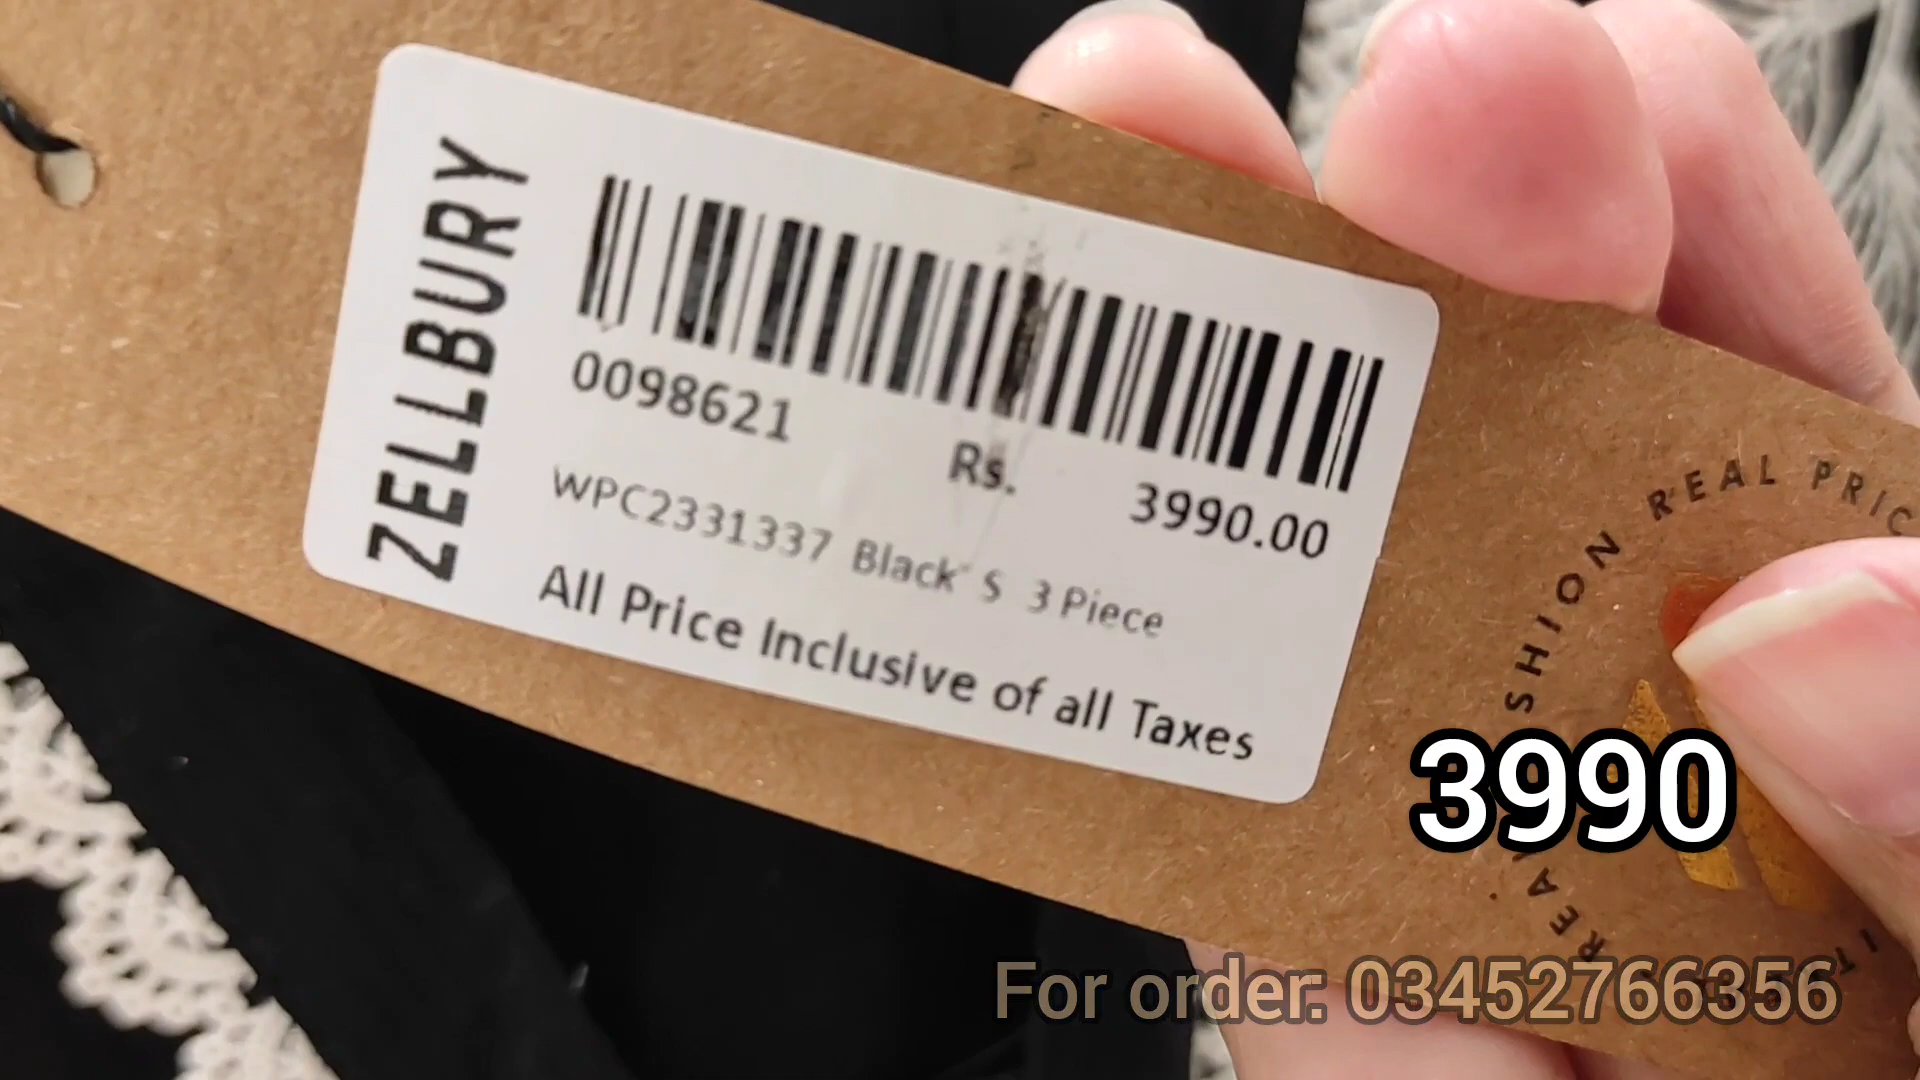 ZELLBURY
0098621
Rs. 3990.00
WPC2331337 Black S 3 Piece
All Price Inclusive of all Taxes
REAL PRIC
SHION
REA
3990
For order: 03452766356